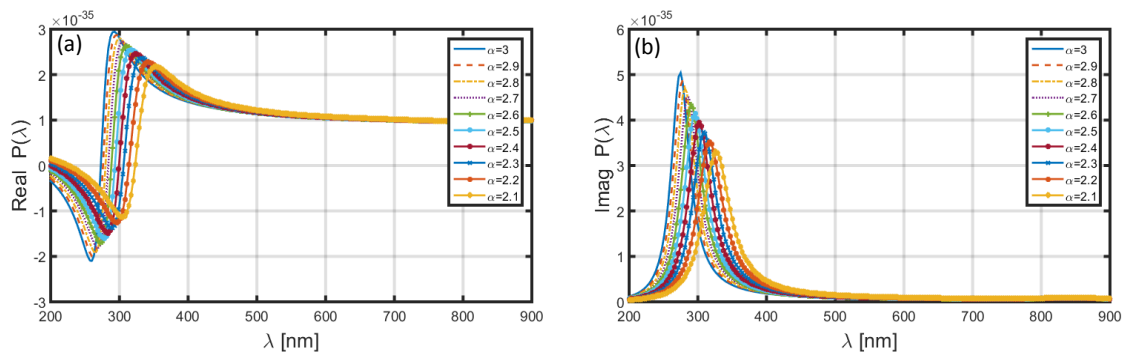 ×10⁻³⁵
(a)
3
2
1
0
-1
-2
-3
Real P(λ)
200 300 400 500 600 700 800 900
λ [nm]
α=3
α=2.9
α=2.8
α=2.7
α=2.6
α=2.5
α=2.4
α=2.3
α=2.2
α=2.1
×10⁻³⁵
(b)
6
5
4
3
2
1
0
Imag P(λ)
200 300 400 500 600 700 800 900
λ [nm]
α=3
α=2.9
α=2.8
α=2.7
α=2.6
α=2.5
α=2.4
α=2.3
α=2.2
α=2.1